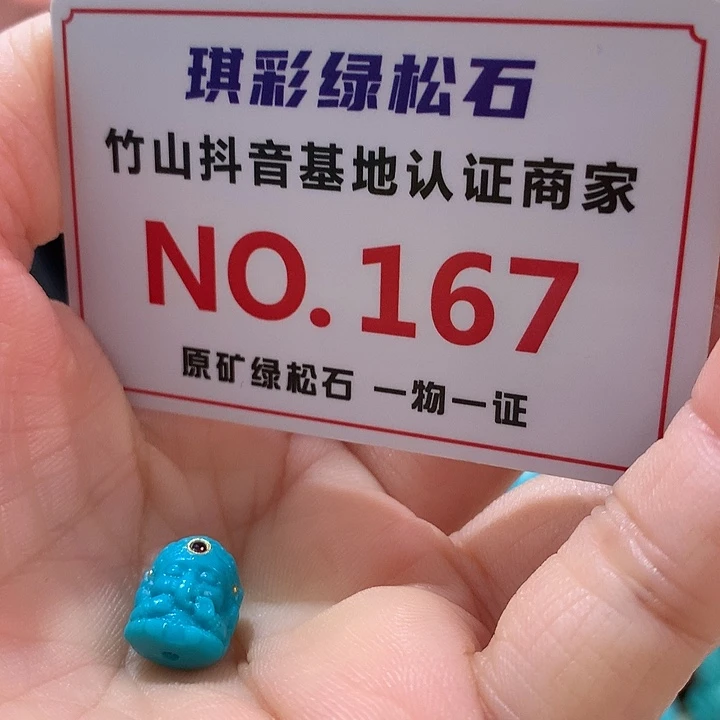 琪彩绿松石
竹山抖音基地认证商家
NO.167
原矿绿松石 一物一证